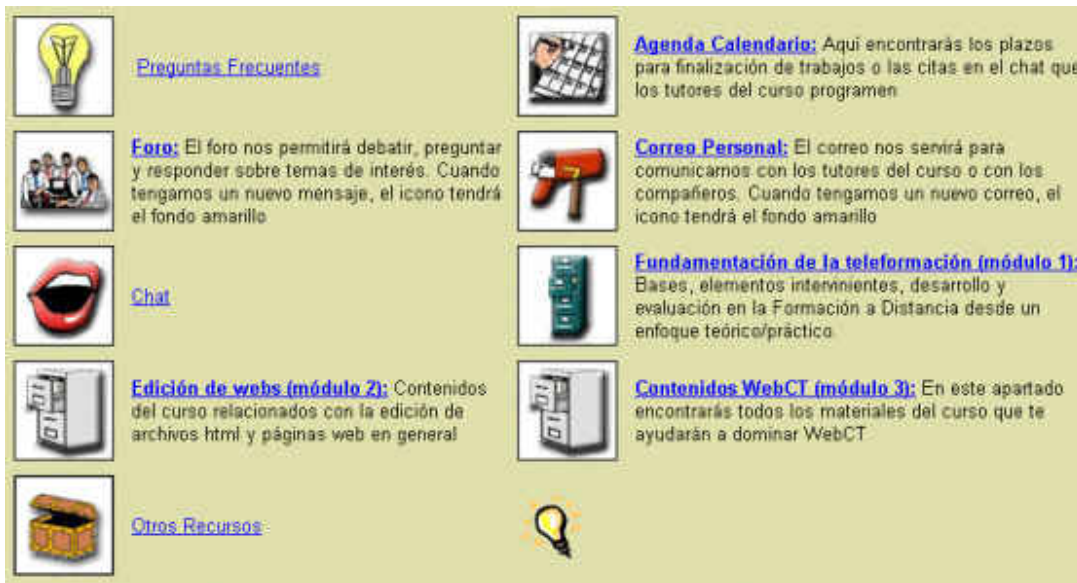 Preguntas Frecuentes
Agenda Calendario: Aquí encontrarás los plazos
para finalización de trabajos o las citas en el chat que
los tutores del curso programen
Foro: El foro nos permitirá debatir, preguntar
y responder sobre temas de interés. Cuando
tengamos un nuevo mensaje, el icono tendrá
el fondo amarillo
Correo Personal: El correo nos servirá para
comunicarnos con los tutores del curso o con los
compañeros. Cuando tengamos un nuevo correo, el
icono tendrá el fondo amarillo
Chat
Fundamentación de la teleformación (módulo 1):
Bases, elementos intervinientes, desarrollo y
evaluación en la Formación a Distancia desde un
enfoque teórico/práctico.
Edición de webs (módulo 2): Contenidos
del curso relacionados con la edición de
archivos html y páginas web en general
Contenidos WebCT (módulo 3): En este apartado
encontrarás todos los materiales del curso que te
ayudarán a dominar WebCT
Otros Recursos